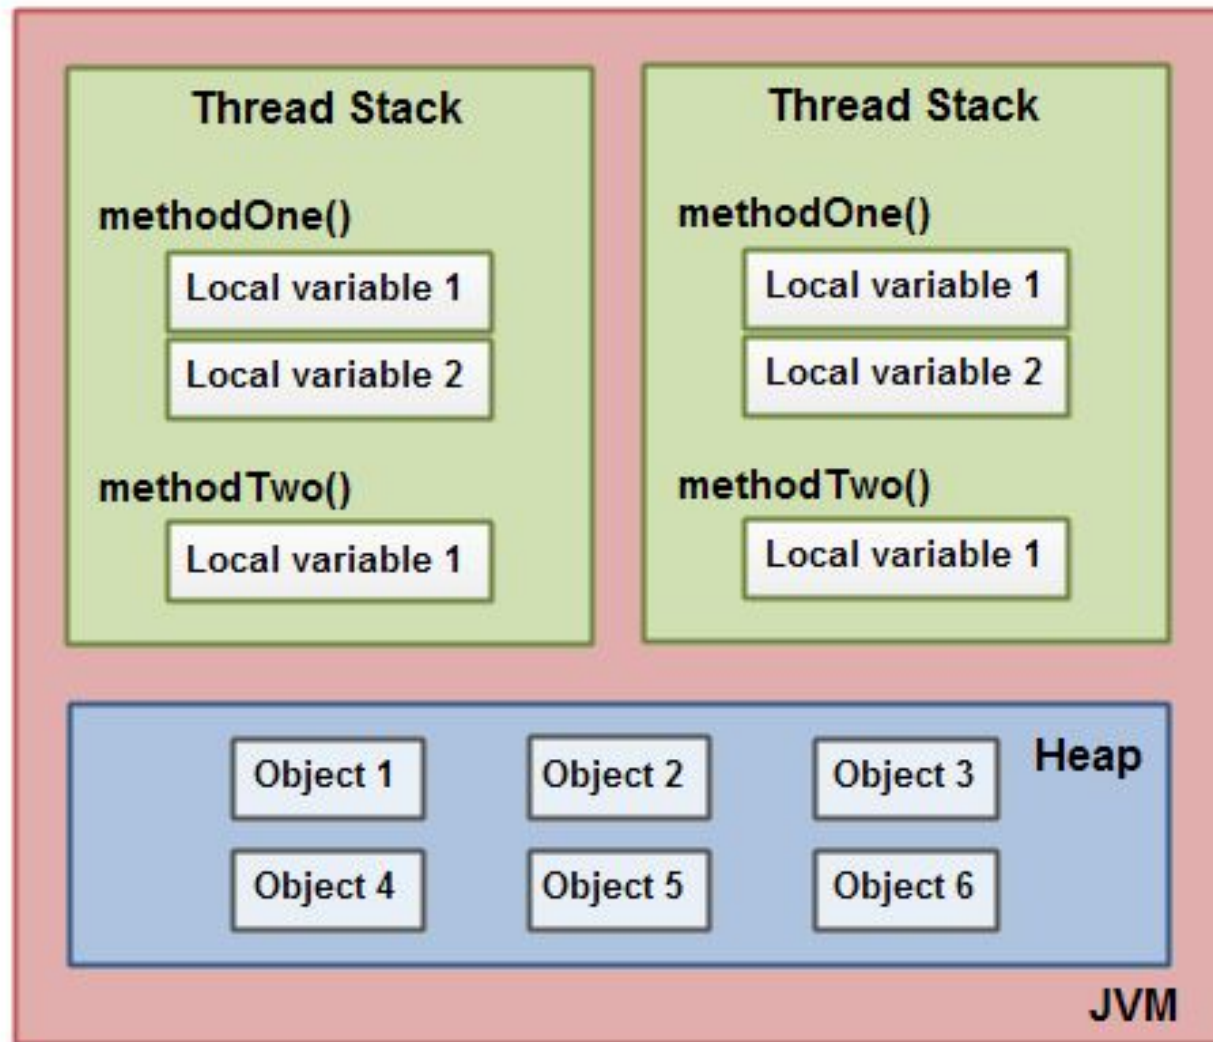 Thread Stack
methodOne()
Local variable 1
Local variable 2
methodTwo()
Local variable 1
Thread Stack
methodOne()
Local variable 1
Local variable 2
methodTwo()
Local variable 1
Heap
Object 1
Object 2
Object 3
Object 4
Object 5
Object 6
JVM